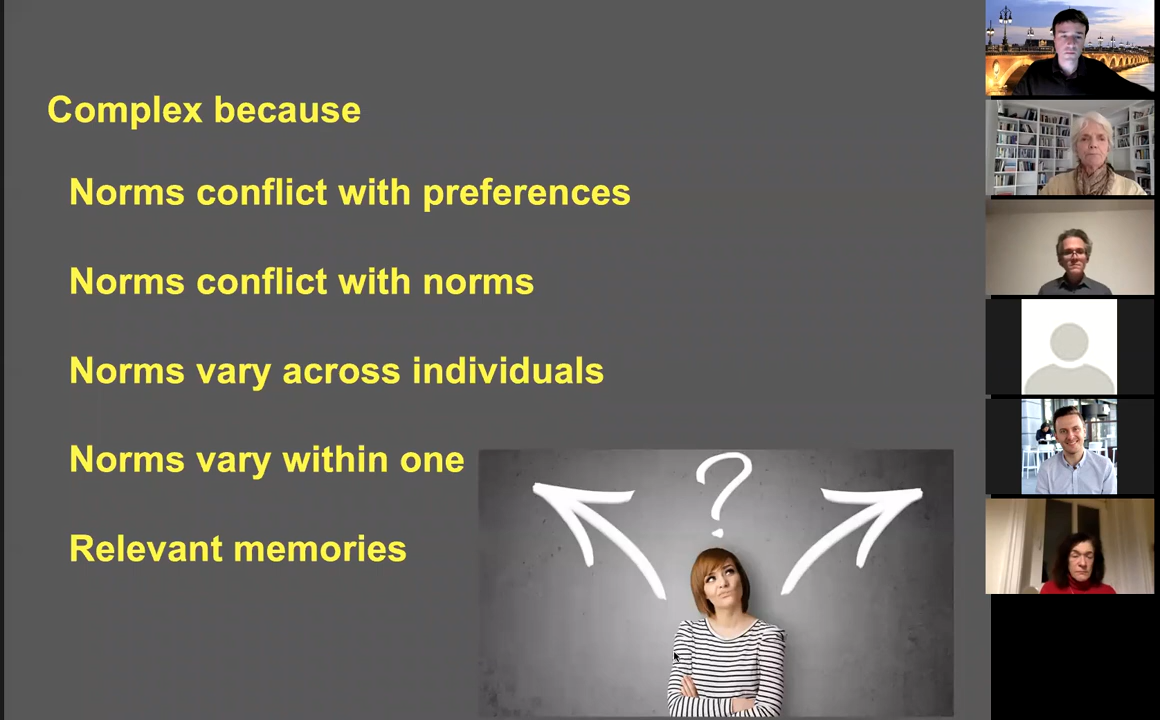 Complex because
Norms conflict with preferences
Norms conflict with norms
Norms vary across individuals
Norms vary within one
Relevant memories
?